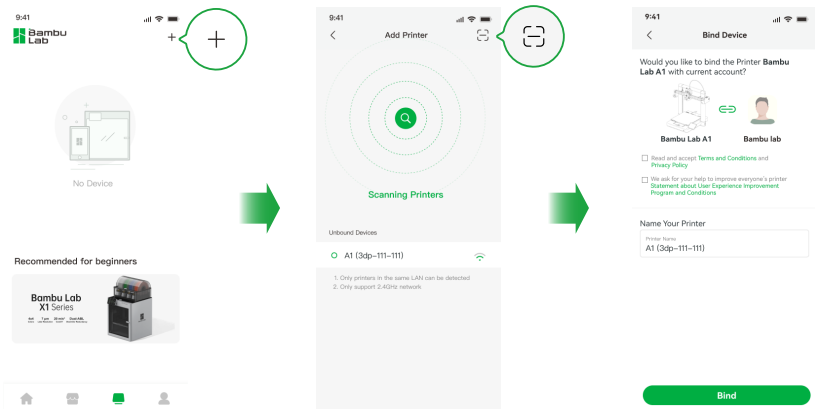 9:41
Bambu
Lab
No Device
Recommended for beginners
Bambu Lab
X1 Series
9:41
Add Printer
Scanning Printers
Unbound Devices
A1 (3dp-111-111)
1. Only printers in the same LAN can be detected
2. Only support 2.4GHz network
9:41
Bind Device
Would you like to bind the Printer Bambu
Lab A1 with current account?
Bambu Lab A1
Bambu lab
Read and accept Terms and Conditions and
Privacy Policy
We ask for your help to improve everyone's printer
Statement about User Experience Improvement
Program and Conditions
Name Your Printer
Printer Name
A1 (3dp-111-111)
Bind